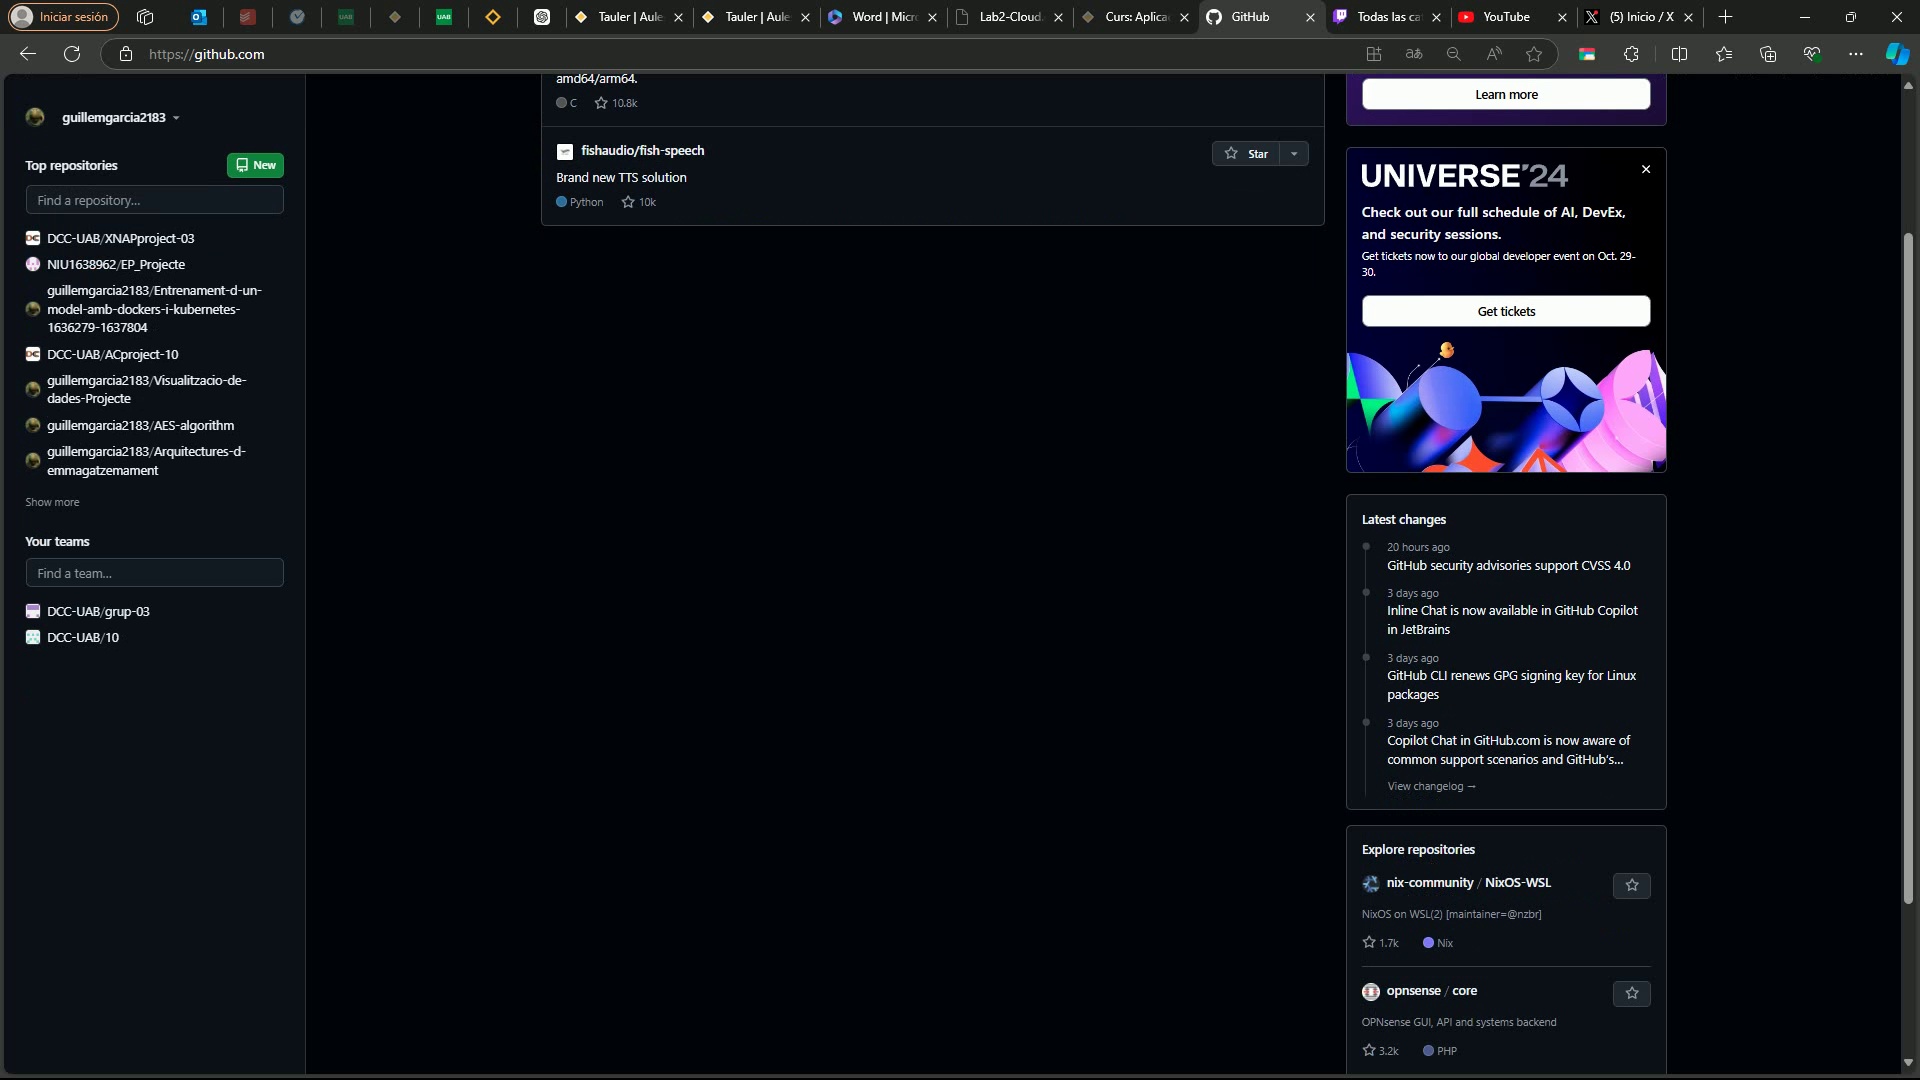 Iniciar sesión
UAB
UAB
Tauler | Aule
Tauler | Aule
Word | Micr
Lab2-Cloud
Curs: Aplica
GitHub
Todas las ca
YouTube
(5) Inicio / X
https://github.com
guillemgarcia2183
Top repositories
New
Find a repository...
DCC-UAB/XNAPproject-03
NIU1638962/EP_Projecte
guillemgarcia2183/Entrenament-d-un-
model-amb-dockers-i-kubernetes-
1636279-1637804
DCC-UAB/ACproject-10
guillemgarcia2183/Visualitzacio-de-
dades-Projecte
guillemgarcia2183/AES-algorithm
guillemgarcia2183/Arquitectures-d-
emmagatzemament
Show more
Your teams
Find a team...
DCC-UAB/grup-03
DCC-UAB/10
amd64/arm64.
C 10.8k
fishaudio/fish-speech
Star
Brand new TTS solution
Python 10k
Learn more
UNIVERSE'24
Check out our full schedule of AI, DevEx,
and security sessions.
Get tickets now to our global developer event on Oct. 29-
30.
Get tickets
Latest changes
20 hours ago
GitHub security advisories support CVSS 4.0
3 days ago
Inline Chat is now available in GitHub Copilot
in JetBrains
3 days ago
GitHub CLI renews GPG signing key for Linux
packages
3 days ago
Copilot Chat in GitHub.com is now aware of
common support scenarios and GitHub's...
View changelog →
Explore repositories
nix-community / NixOS-WSL
NixOS on WSL(2) [maintainer=@nzbr]
1.7k Nix
opnsense / core
OPNsense GUI, API and systems backend
3.2k PHP